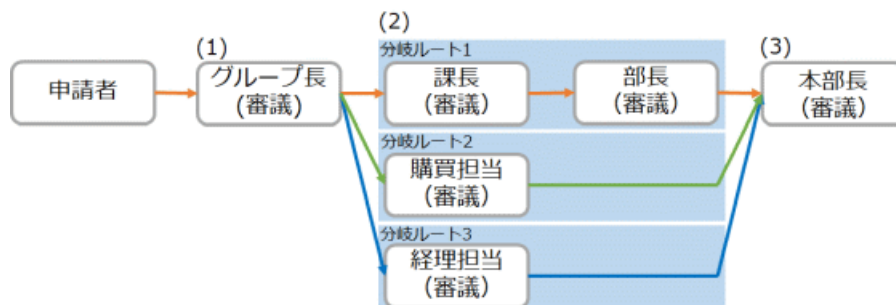 (1)
(2)
(3)
申請者
グループ長
(審議)
分岐ルート1
課長
(審議)
部長
(審議)
本部長
(審議)
分岐ルート2
購買担当
(審議)
分岐ルート3
経理担当
(審議)